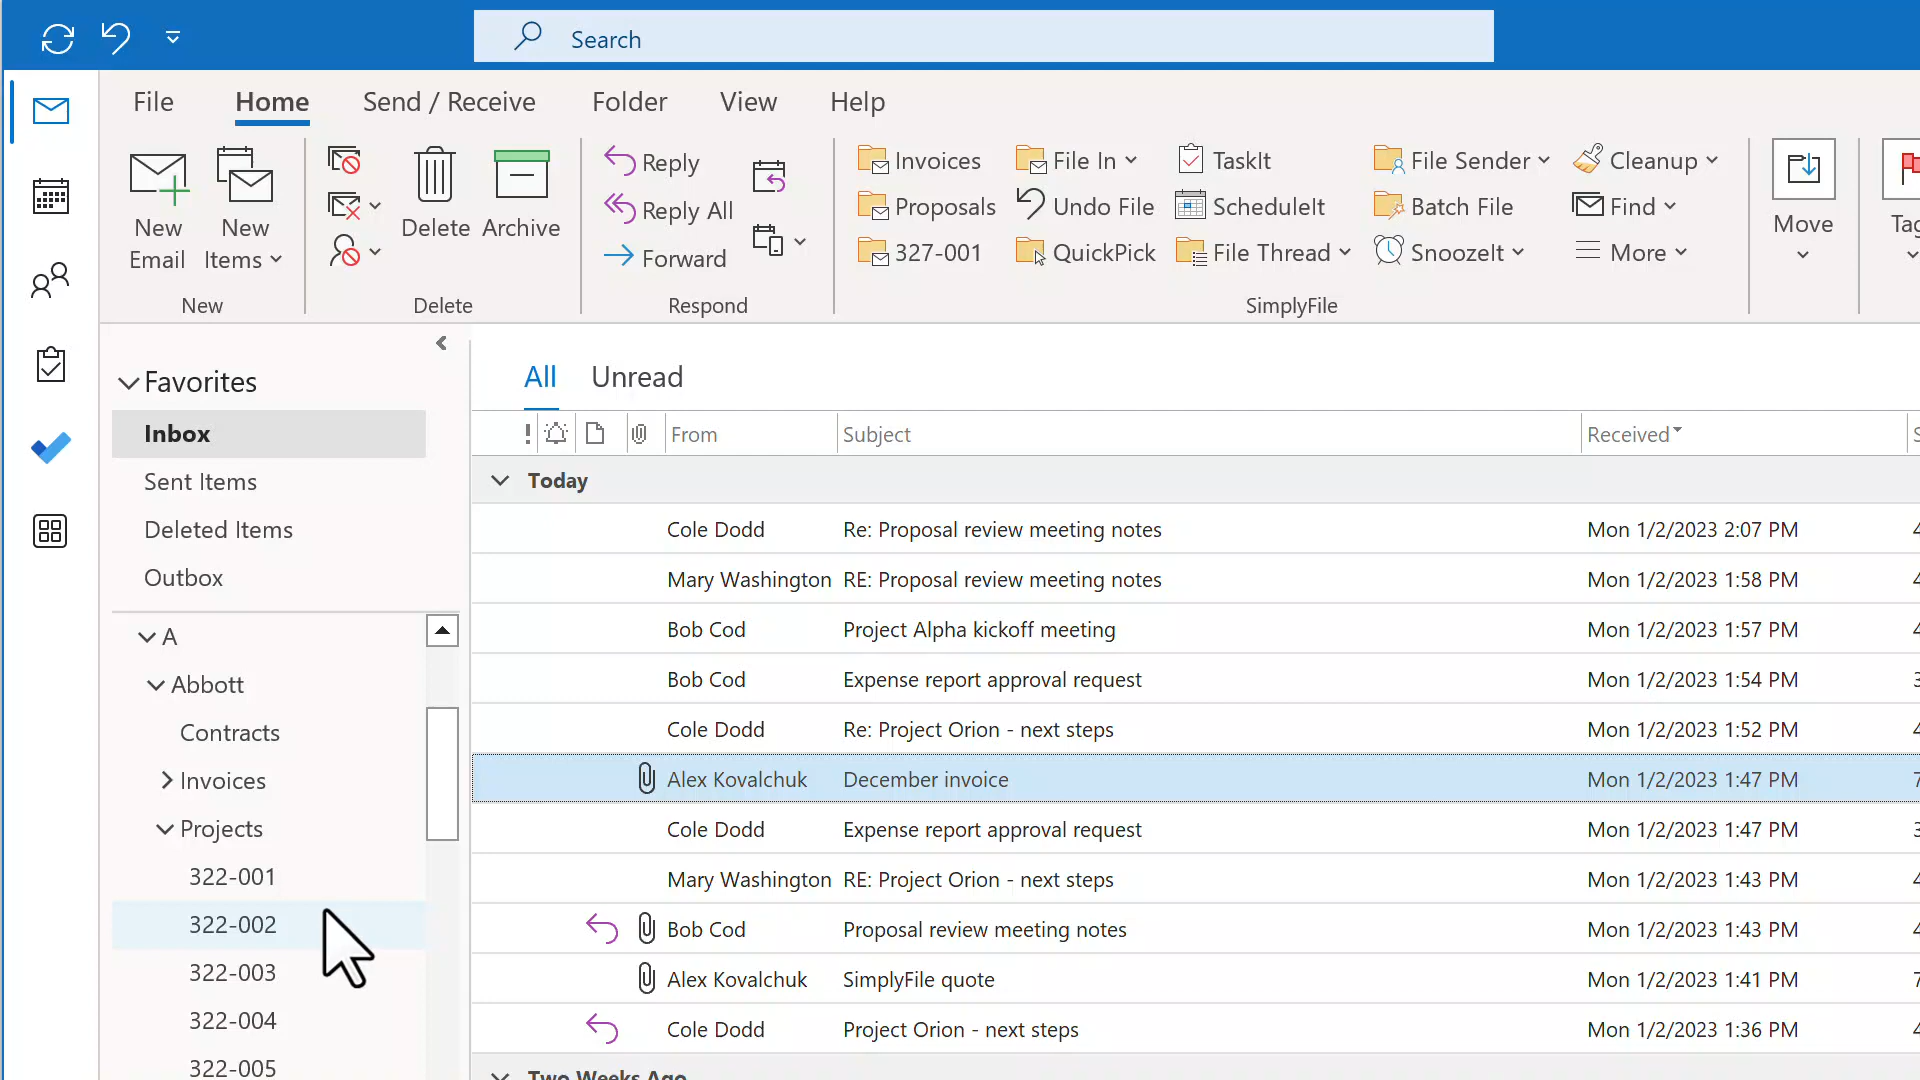 Search
File Home Send / Receive Folder View Help
New Email
New Items
New
Delete
Archive
Delete
Reply
Reply All
Forward
Respond
Invoices File In TaskIt File Sender Cleanup
Proposals Undo File ScheduleIt Batch File Find
327-001 QuickPick File Thread SnoozeIt More
SimplyFile
Move
Favorites
Inbox
Sent Items
Deleted Items
Outbox
A
Abbott
Contracts
Invoices
Projects
322-001
322-002
322-003
322-004
322-005
All Unread
! From Subject Received
Today
Cole Dodd Re: Proposal review meeting notes Mon 1/2/2023 2:07 PM
Mary Washington RE: Proposal review meeting notes Mon 1/2/2023 1:58 PM
Bob Cod Project Alpha kickoff meeting Mon 1/2/2023 1:57 PM
Bob Cod Expense report approval request Mon 1/2/2023 1:54 PM
Cole Dodd Re: Project Orion - next steps Mon 1/2/2023 1:52 PM
Alex Kovalchuk December invoice Mon 1/2/2023 1:47 PM
Cole Dodd Expense report approval request Mon 1/2/2023 1:47 PM
Mary Washington RE: Project Orion - next steps Mon 1/2/2023 1:43 PM
Bob Cod Proposal review meeting notes Mon 1/2/2023 1:43 PM
Alex Kovalchuk SimplyFile quote Mon 1/2/2023 1:41 PM
Cole Dodd Project Orion - next steps Mon 1/2/2023 1:36 PM
Two Weeks Ago